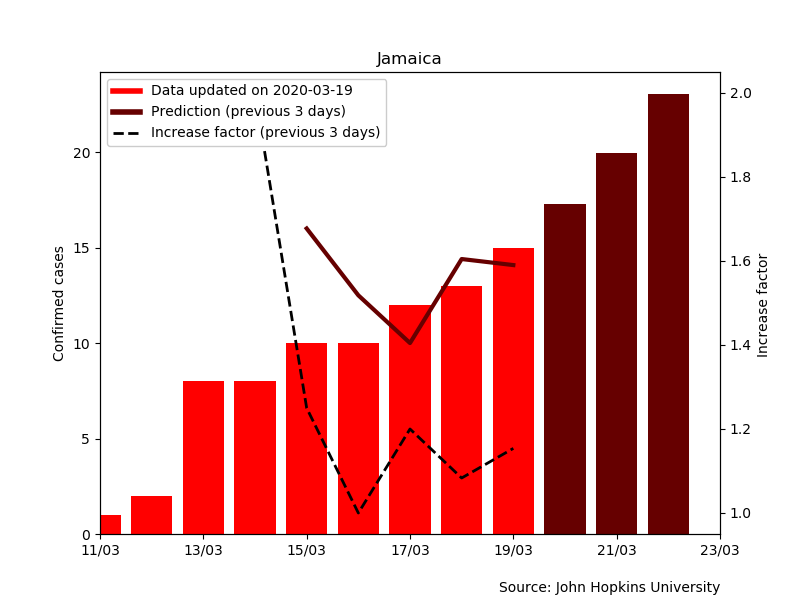 Jamaica
Data updated on 2020-03-19
Prediction (previous 3 days)
Increase factor (previous 3 days)
Confirmed cases
20
15
10
5
0
2.0
1.8
1.6
1.4
1.2
1.0
Increase factor
11/03 13/03 15/03 17/03 19/03 21/03 23/03
Source: John Hopkins University